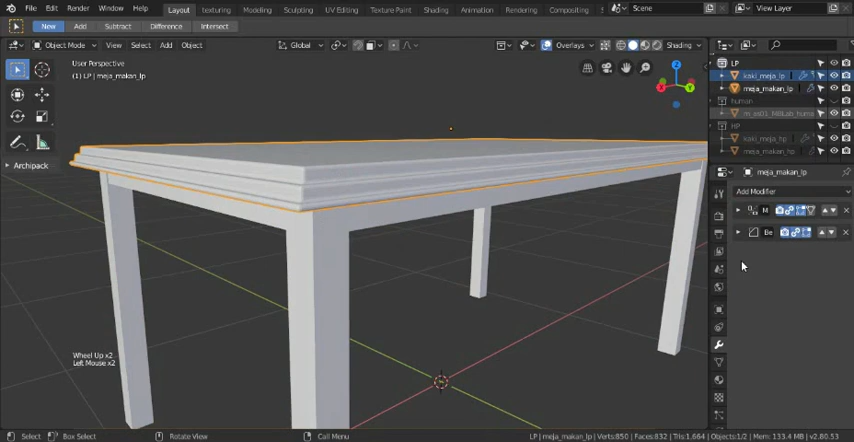 File Edit Render Window Help Layout texturing Modeling Sculpting UV Editing Texture Paint Shading Animation Rendering Compositing Scene View Layer
New Add Subtract Difference Intersect
Object Mode View Select Add Object Global Overlays Shading
User Perspective
(1) LP | meja_makan_lp
LP
kaki_meja_lp
meja_makan_lp
human
HP
kaki_meja_hp
meja_makan_hp
Archipack
meja_makan_lp
Add Modifier
M
Be
Wheel Up x2
Left Mouse x2
X
Y
Z
Select Box Select Rotate View Call Menu LP | meja_makan_lp | Verts:850 | Faces:832 | Tris:1,664 | Objects:1/2 | Mem: 133.4 MB | v2.80.53